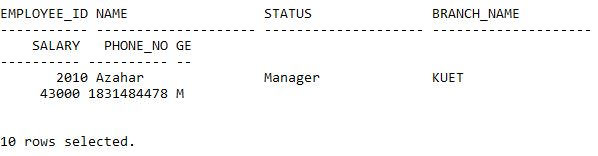 EMPLOYEE_ID NAME                 STATUS               BRANCH_NAME
----------- -------------------- -------------------- --------------------
    SALARY   PHONE_NO GE
---------- ---------- --
       2010 Azahar               Manager              KUET
     43000 1831484478 M
10 rows selected.